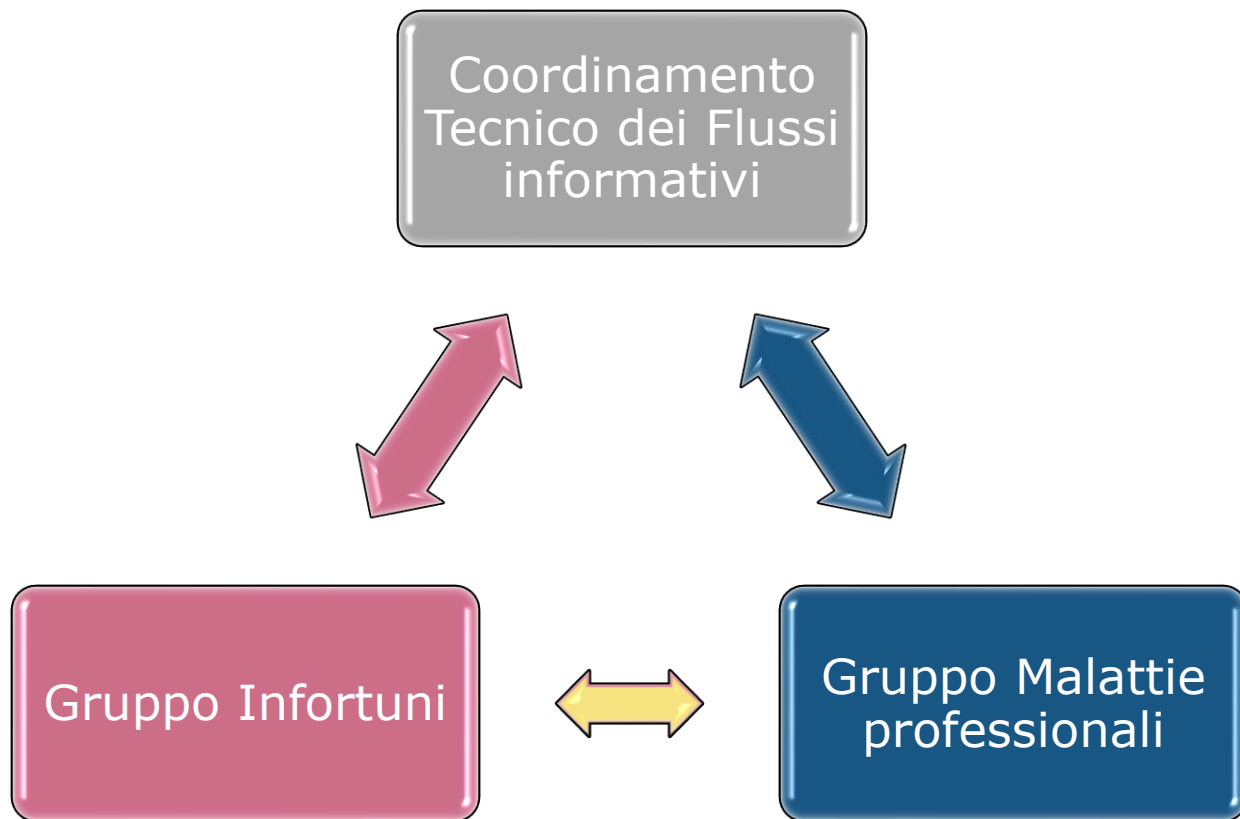 Coordinamento
Tecnico dei Flussi
informativi
Gruppo Infortuni
Gruppo Malattie
professionali